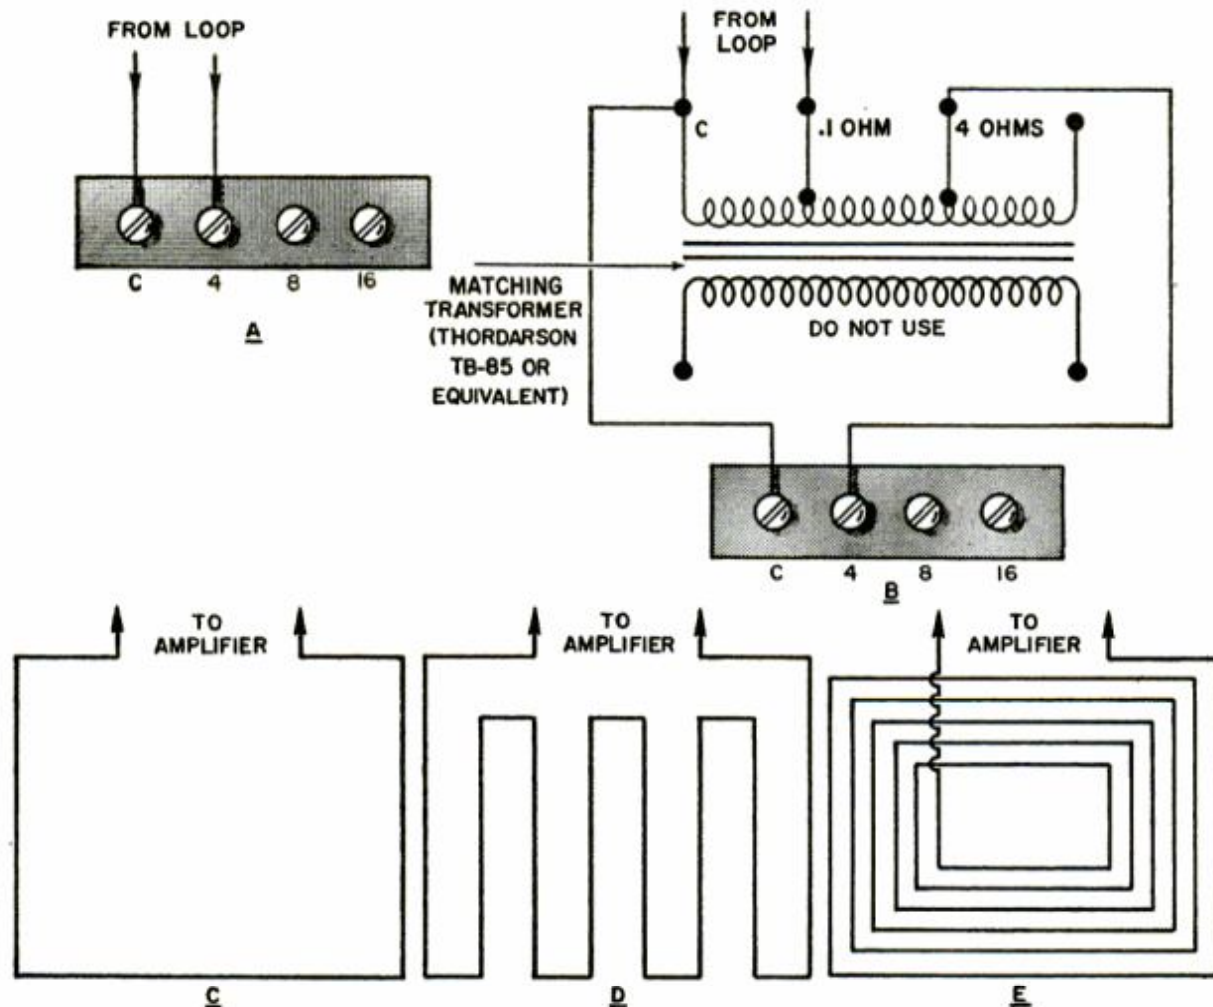 FROM LOOP
C 4 8 16
A
FROM
LOOP
C
.1 OHM
4 OHMS
MATCHING
TRANSFORMER
(THORDARSON
TB-85 OR
EQUIVALENT)
DO NOT USE
C 4 8 16
B
TO
AMPLIFIER
C
TO
AMPLIFIER
D
TO
AMPLIFIER
E